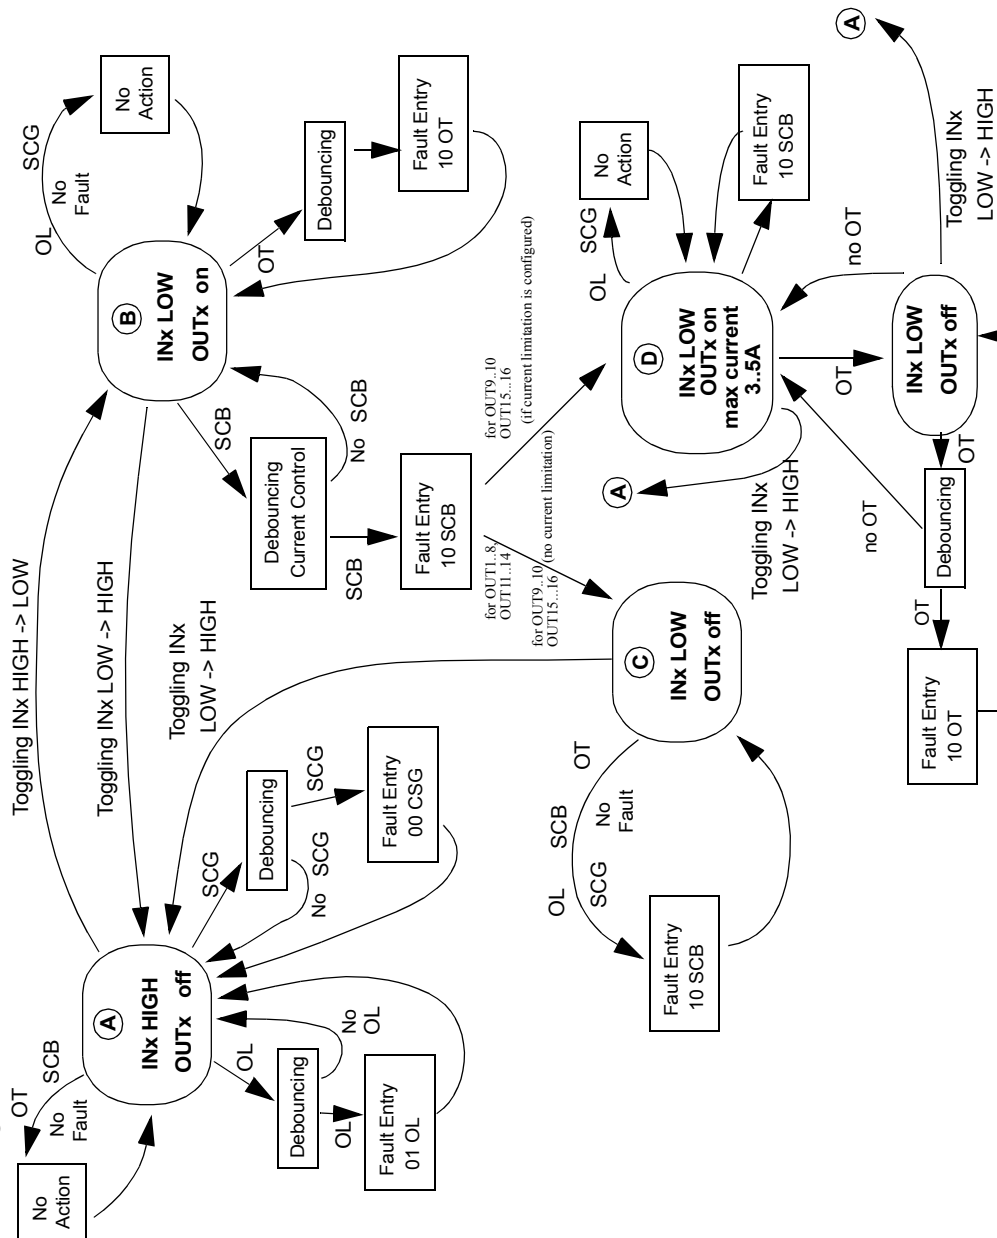 No
Action
OT
SCB
No
Fault
A
INx HIGH
OUTx off
Toggling INx HIGH -> LOW
Toggling INx LOW -> HIGH
Toggling INx
LOW -> HIGH
SCG
Debouncing
SCG
No SCG
Fault Entry
00 CSG
OL
Debouncing
No
OL
OL
Fault Entry
01 OL
B
INx LOW
OUTx on
OL
No
Fault
SCG
No
Action
OT
Debouncing
Fault Entry
10 OT
SCB
Debouncing
Current Control
No SCB
SCB
Fault Entry
10 SCB
for OUT1..8,
OUT11..14
for OUT9..10
OUT15...16 (no current limitation)
for OUT9..10
OUT15...16
(if current limitation is configured)
C
INx LOW
OUTx off
OL
SCB
OT
SCG
No
Fault
Fault Entry
10 SCB
D
INx LOW
OUTx on
max current
3..5A
OL
SCG
No
Action
Fault Entry
10 SCB
A
Toggling INx
LOW -> HIGH
OT
no OT
no OT
INx LOW
OUTx off
Toggling INx
LOW -> HIGH
A
OT
Debouncing
OT
Fault Entry
10 OT